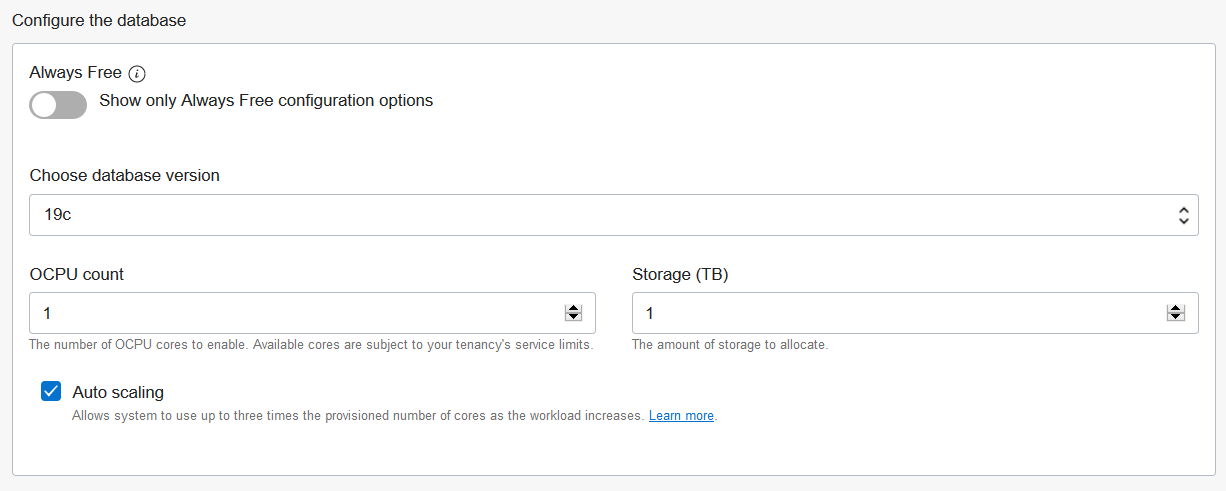 Configure the database
Always Free
Show only Always Free configuration options
Choose database version
19c
OCPU count
Storage (TB)
1
1
The number of OCPU cores to enable. Available cores are subject to your tenancy's service limits.
The amount of storage to allocate.
Auto scaling
Allows system to use up to three times the provisioned number of cores as the workload increases. Learn more.